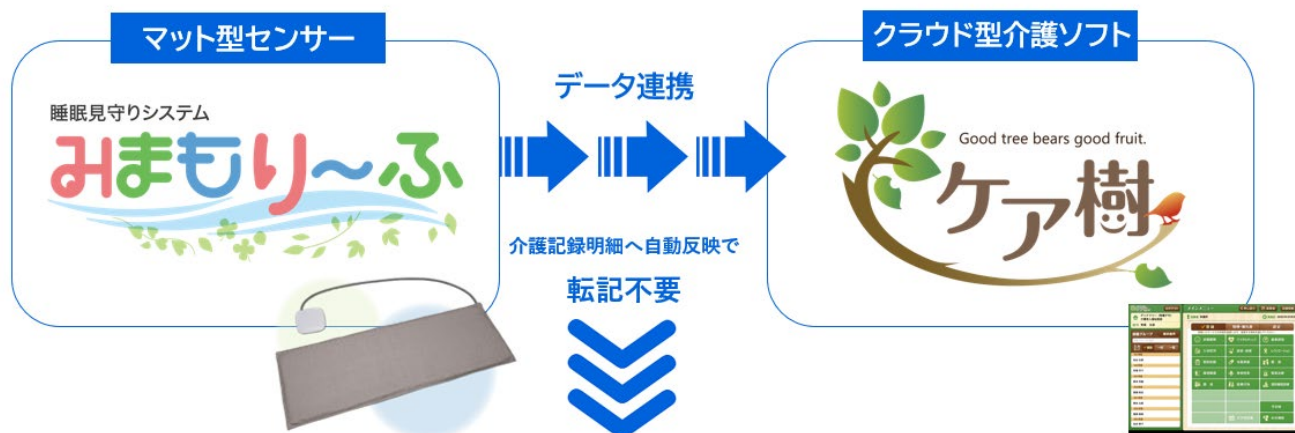 マット型センサー
睡眠見守りシステム
みまもり〜ふ
データ連携
介護記録明細へ自動反映で
転記不要
クラウド型介護ソフト
Good tree bears good fruit.
ケア樹